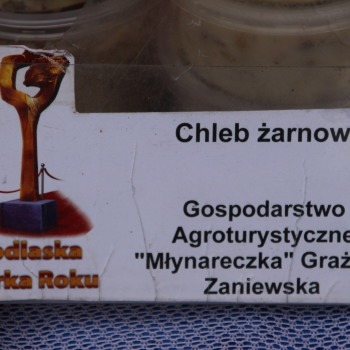 Chleb żarnow
Gospodarstwo
Agroturystyczne
"Młynareczka" Graż
Zaniewska
odlaska
rka Roku